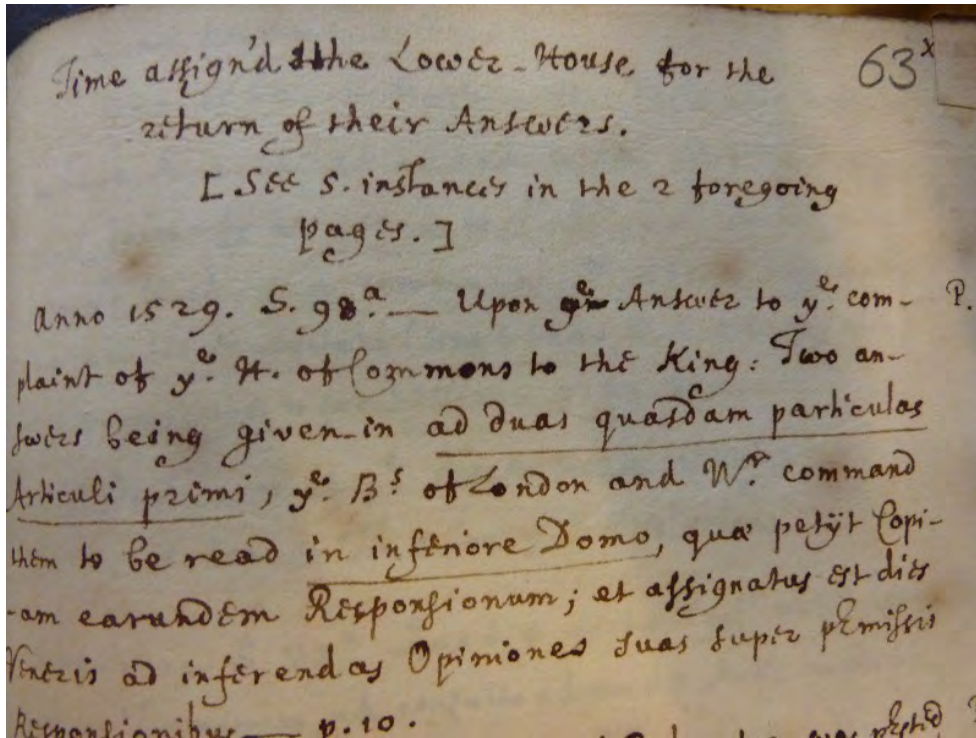 Time assign'd the Lower-House for the 63x
return of their Answers.
[ See 5. instances in the 2 foregoing
pages. ]
Anno 1529. S. 98.a — Upon Answer to ye. com- P.
plaint of ye. H. of Commons to the King: Two an-
swers being given-in ad duas quasdam particulas
Articuli primi, ye. Bs. of London and Wr. command
them to be read in inferiore Domo, quæ petijt Copi-
-am earundem Responsionum; et assignatus est dies
Veneris ad inferendas Opiniones suas super pmissis
Responsionibus — p. 10.